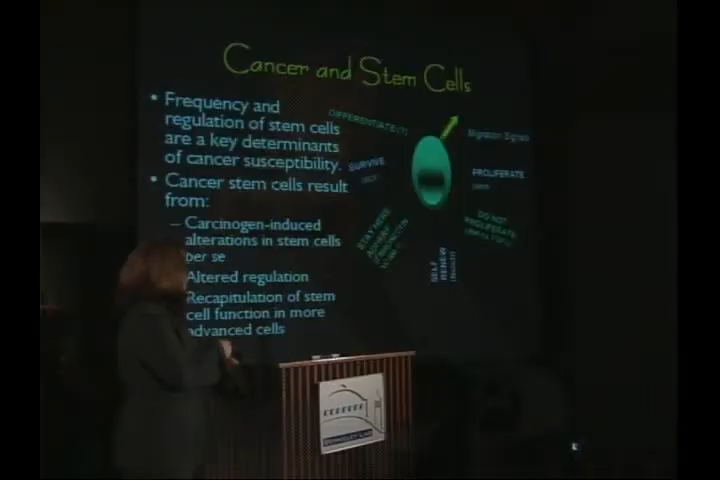 Cancer and Stem Cells
• Frequency and
regulation of stem cells
are a key determinants
of cancer susceptibility.
• Cancer stem cells result
from:
– Carcinogen-induced
alterations in stem cells
per se
Altered regulation
Recapitulation of stem
cell function in more
advanced cells
DIFFERENTIATE(?)
SURVIVE
Migration Signals
PROLIFERATE
DO NOT
PROLIFERATE
SELF
RENEW
STAY HERE
BERKELEY LAB